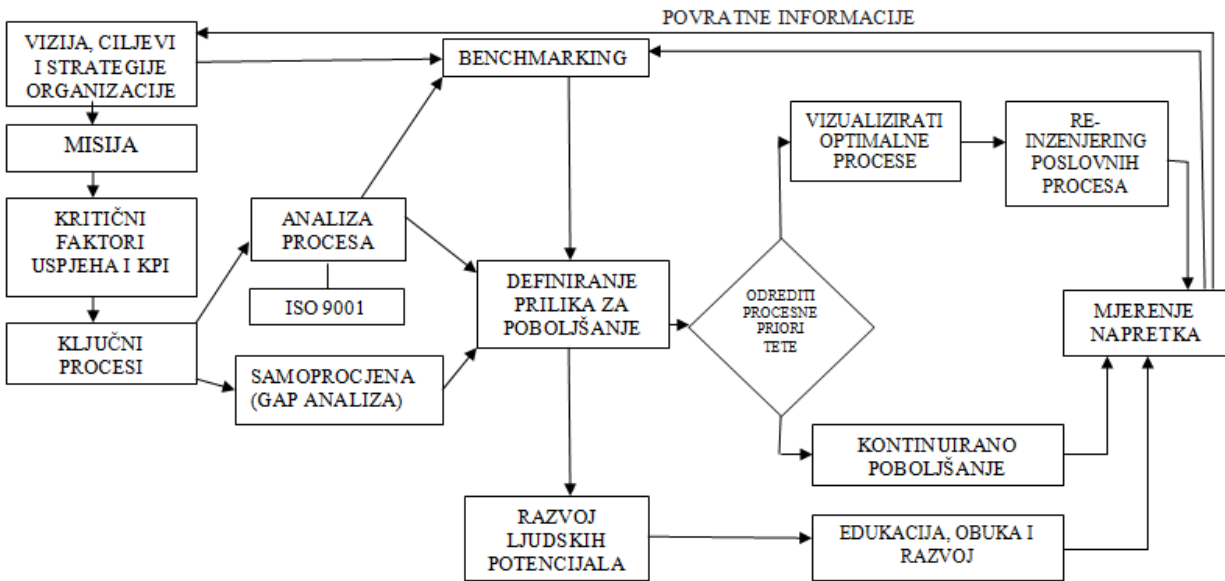 POVRATNE INFORMACIJE
VIZIJA, CILJEVI
I STRATEGIJE
ORGANIZACIJE
BENCHMARKING
MISIJA
VIZUALIZIRATI
OPTIMALNE
PROCESE
RE-
INZENJERING
POSLOVNIH
PROCESA
KRITIČNI
FAKTORI
USPJEHA I KPI
ANALIZA
PROCESA
ISO 9001
DEFINIRANJE
PRILIKA ZA
POBOLJŠANJE
ODREDITI
PROCESNE
PRIORI
TETE
MJERENJE
NAPRETKA
KLJUČNI
PROCESI
SAMOPROCJENA
(GAP ANALIZA)
KONTINUIRANO
POBOLJŠANJE
RAZVOJ
LJUDSKIH
POTENCIJALA
EDUKACIJA, OBUKA I
RAZVOJ